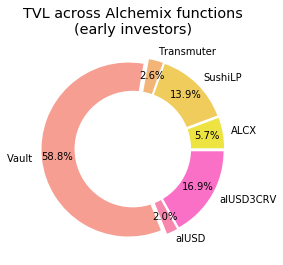 TVL across Alchemix functions
(early investors)
Transmuter
2.6%
SushiLP
13.9%
ALCX
5.7%
Vault
58.8%
16.9%
alUSD3CRV
2.0%
alUSD